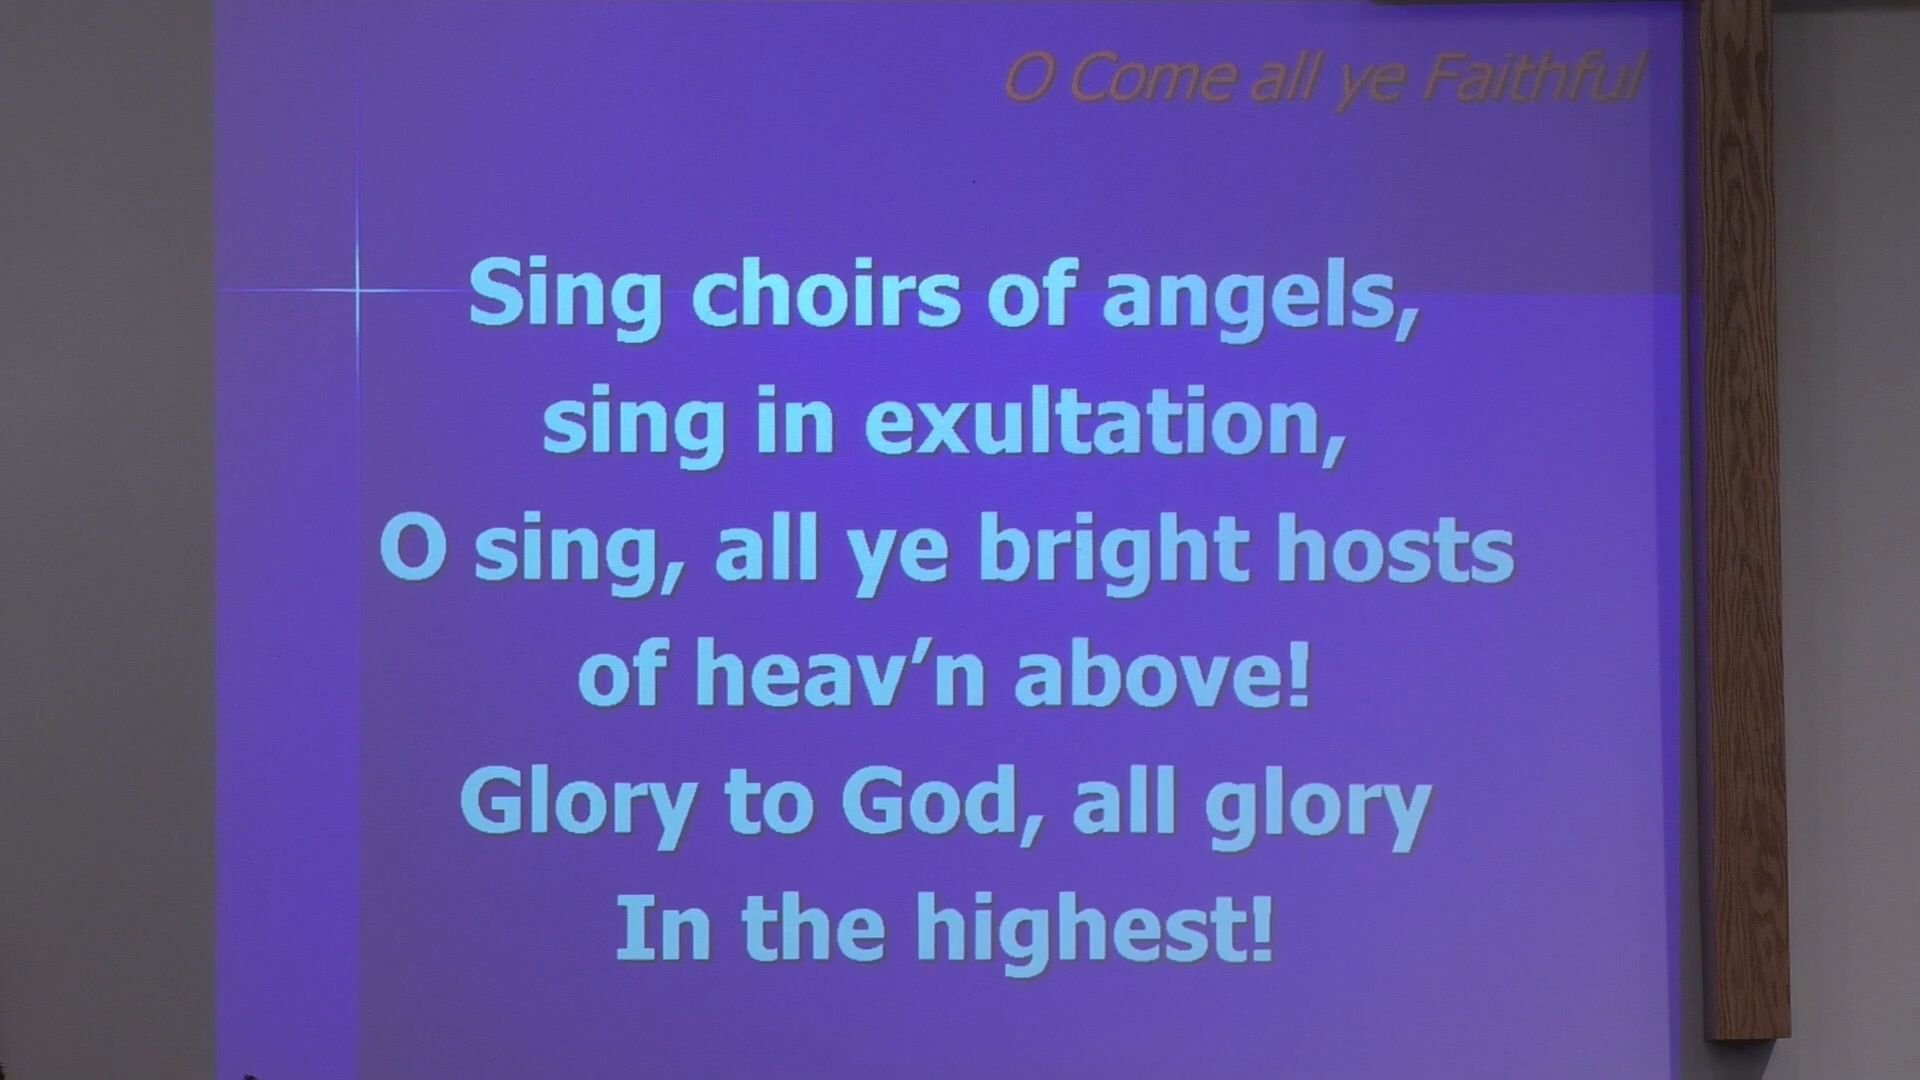 O Come all ye Faithful
Sing choirs of angels,
sing in exultation,
O sing, all ye bright hosts
of heav’n above!
Glory to God, all glory
In the highest!